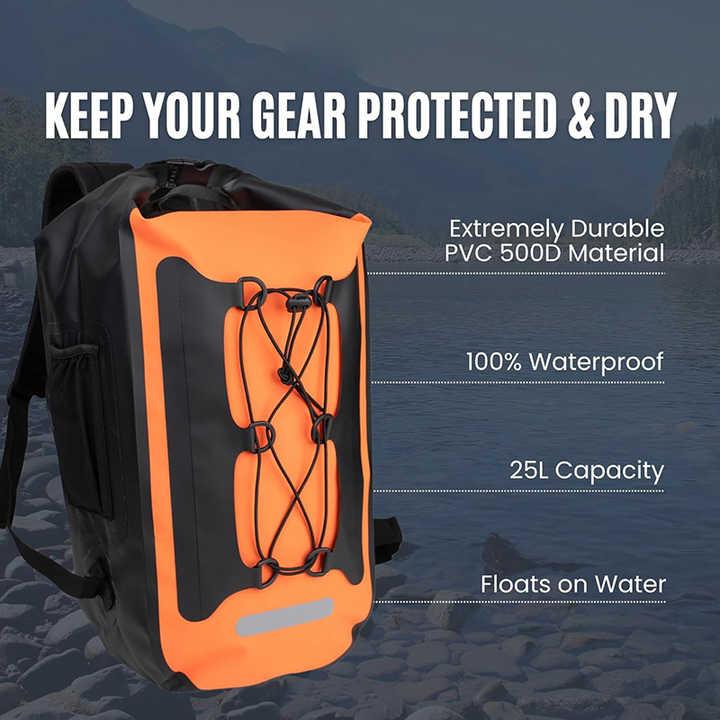 KEEP YOUR GEAR PROTECTED & DRY
Extremely Durable
PVC 500D Material
100% Waterproof
25L Capacity
Floats on Water